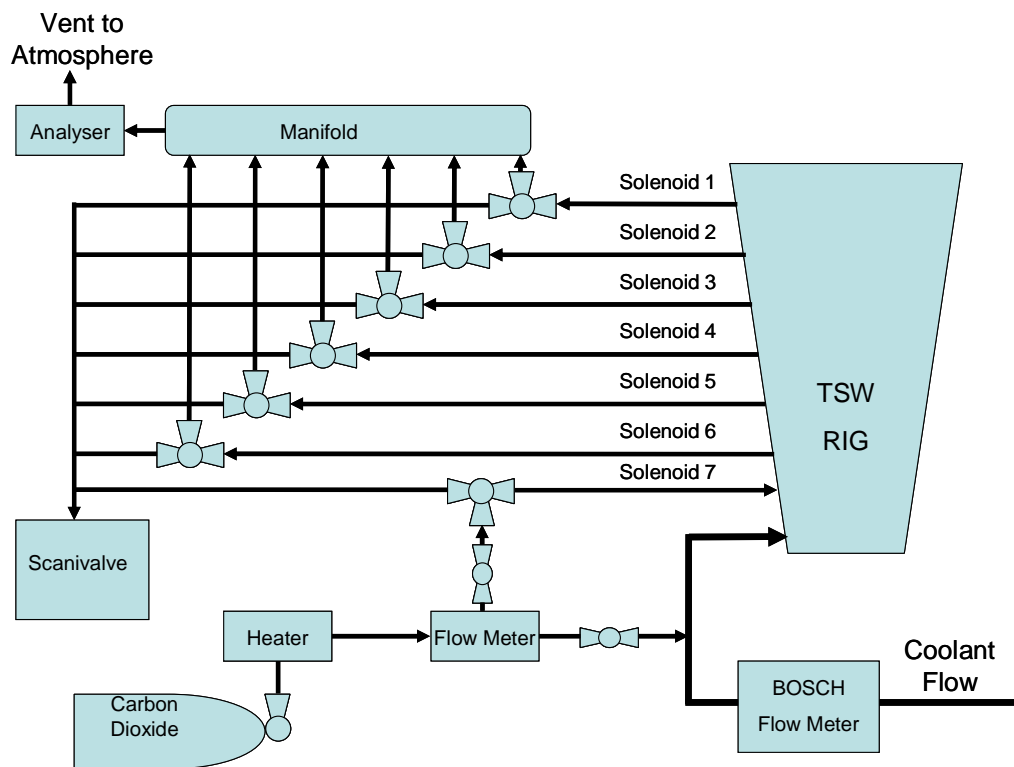 Vent to
Atmosphere
Analyser
Manifold
Solenoid 1
Solenoid 2
Solenoid 3
Solenoid 4
Solenoid 5
Solenoid 6
Solenoid 7
TSW
RIG
Scanivalve
Heater
Flow Meter
Carbon
Dioxide
BOSCH
Flow Meter
Coolant
Flow